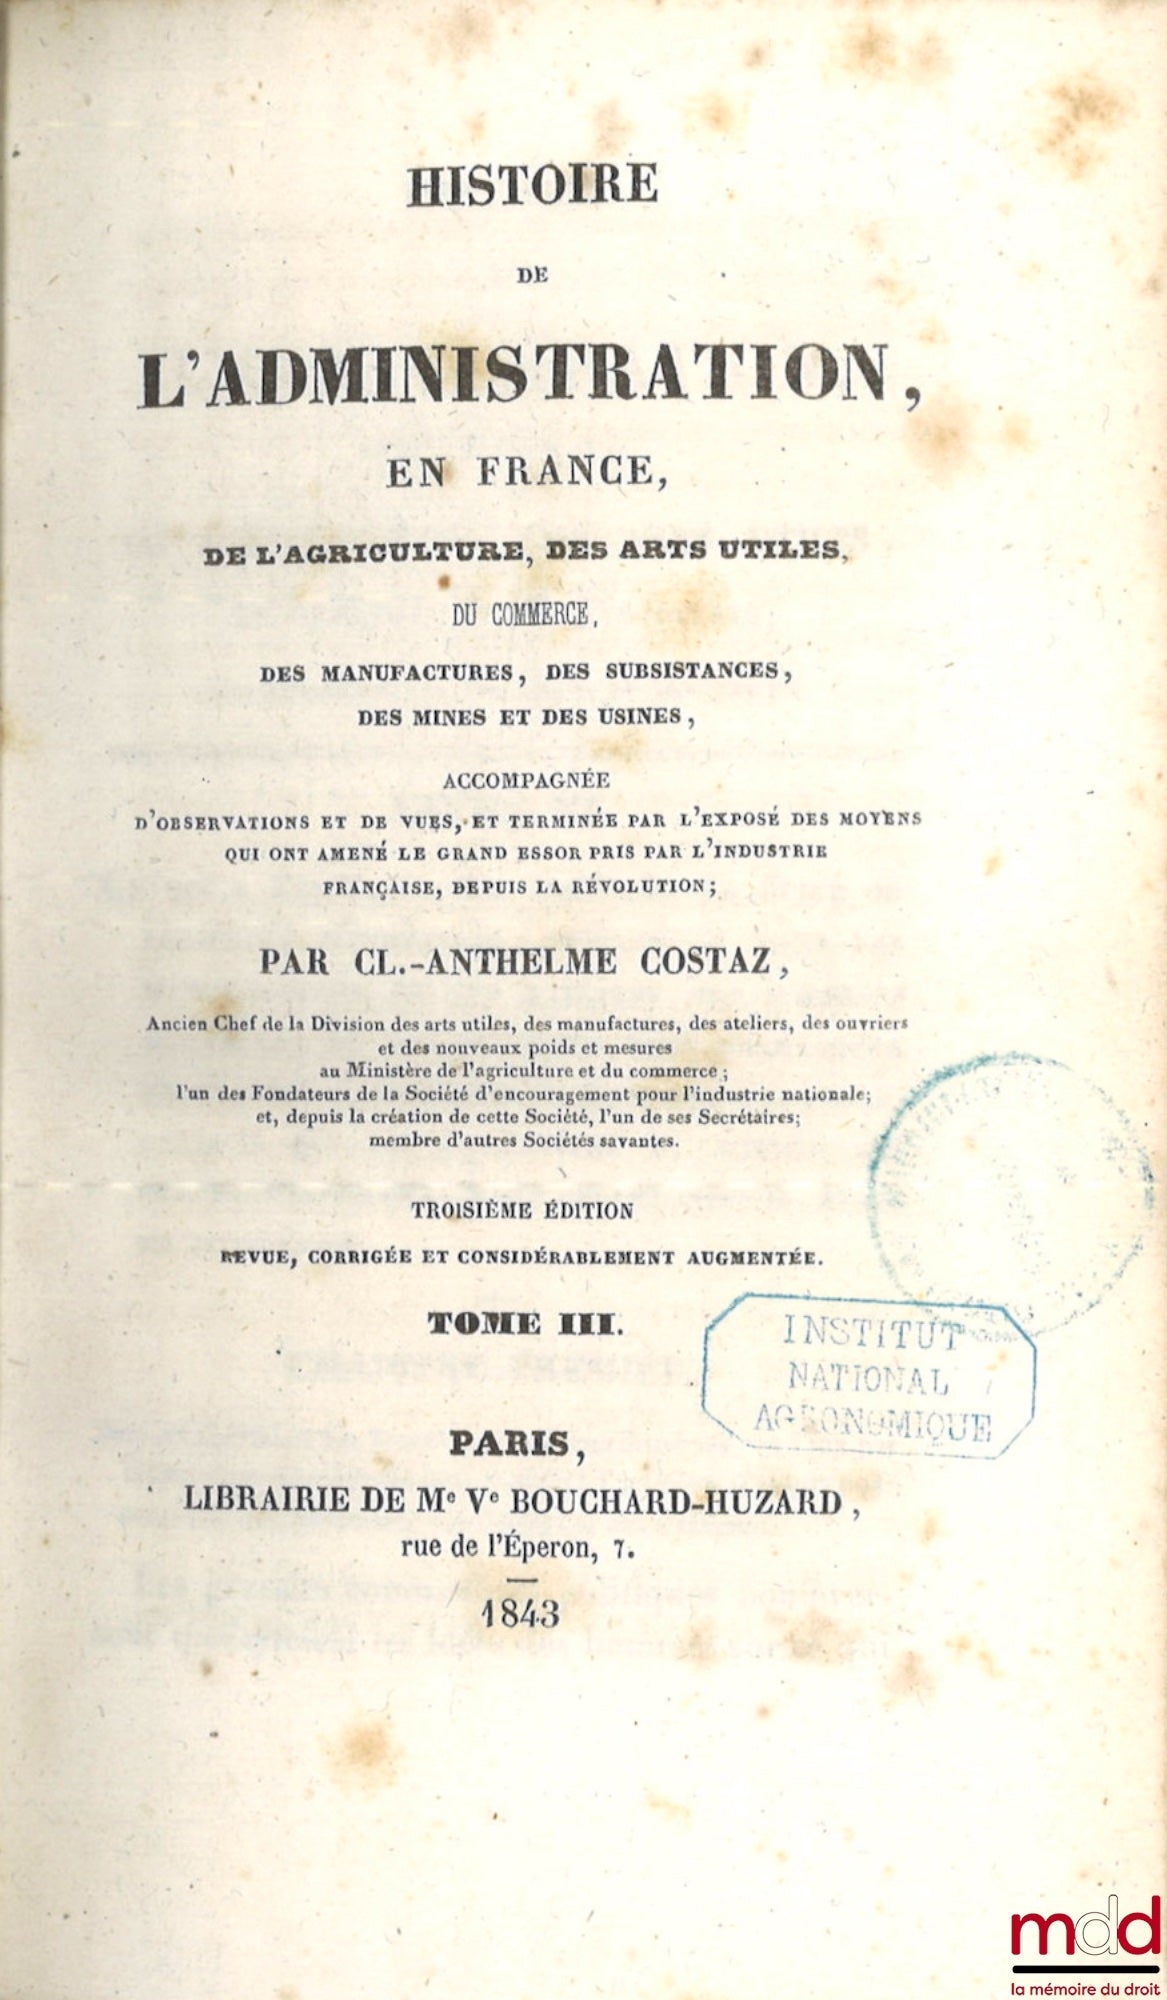 HISTOIRE
DE
L'ADMINISTRATION,
EN FRANCE,
DE L'AGRICULTURE, DES ARTS UTILES,
DU COMMERCE,
DES MANUFACTURES, DES SUBSISTANCES,
DES MINES ET DES USINES,
ACCOMPAGNÉE
D'OBSERVATIONS ET DE VUES, ET TERMINÉE PAR L'EXPOSÉ DES MOYENS
QUI ONT AMENÉ LE GRAND ESSOR PRIS PAR L'INDUSTRIE
FRANÇAISE, DEPUIS LA RÉVOLUTION;
PAR CL.-ANTHELME COSTAZ,
Ancien Chef de la Division des arts utiles, des manufactures, des ateliers, des ouvriers
et des nouveaux poids et mesures
au Ministère de l'agriculture et du commerce;
l'un des Fondateurs de la Société d'encouragement pour l'industrie nationale;
et, depuis la création de cette Société, l'un de ses Secrétaires;
membre d'autres Sociétés savantes.
TROISIÈME ÉDITION
REVUE, CORRIGÉE ET CONSIDÉRABLEMENT AUGMENTÉE.
TOME III.
INSTITUT
NATIONAL
AGRONOMIQUE
PARIS,
LIBRAIRIE DE Me Ve BOUCHARD-HUZARD,
rue de l'Éperon, 7.
1843
mdd
la mémoire du droit